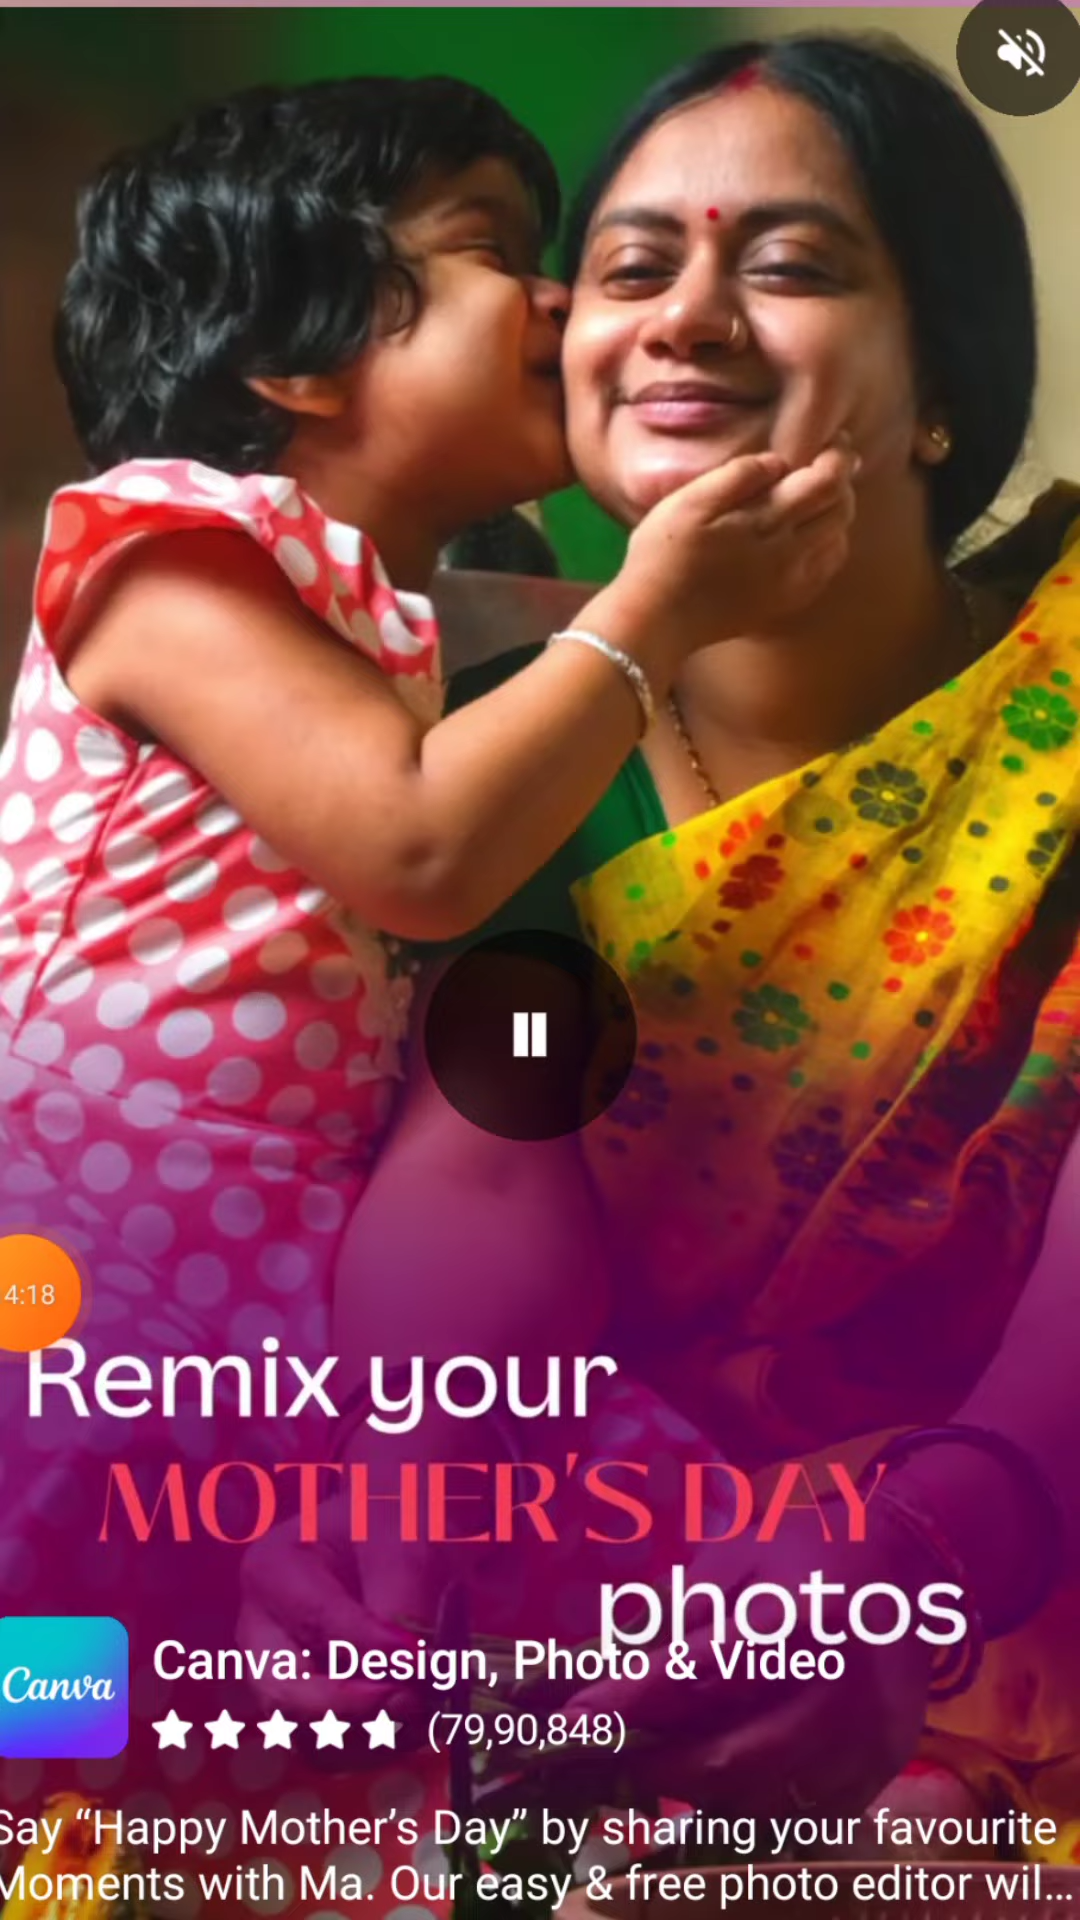 4:18
Remix your
MOTHER'S DAY
photos
Canva
Canva: Design, Photo & Video
(79,90,848)
Say “Happy Mother’s Day” by sharing your favourite
Moments with Ma. Our easy & free photo editor wil...